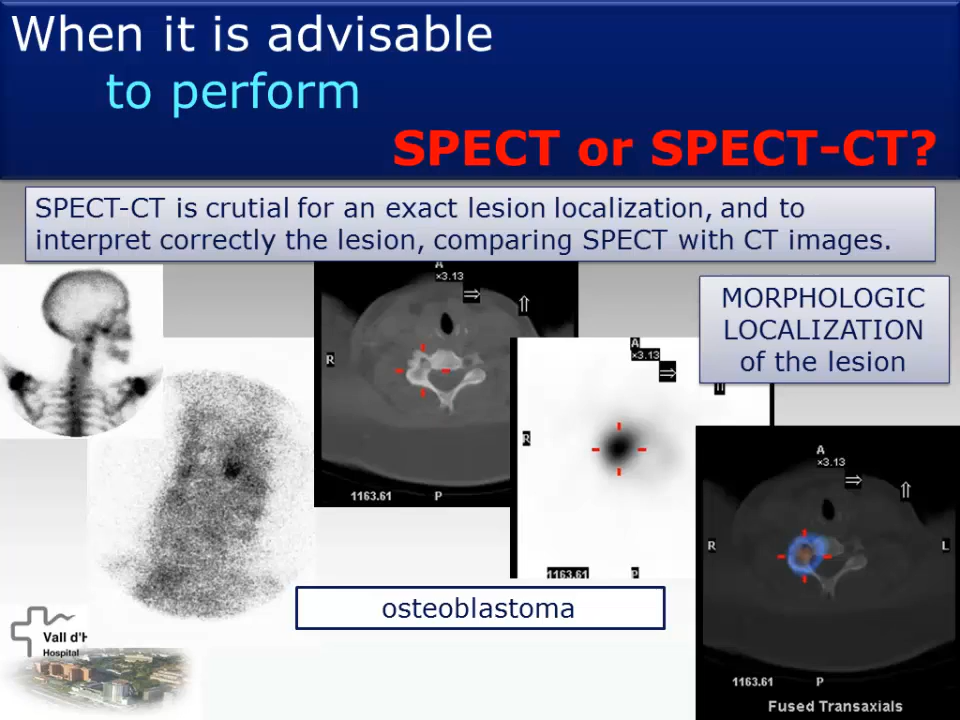 When it is advisable
to perform
SPECT or SPECT-CT?
SPECT-CT is crutial for an exact lesion localization, and to
interpret correctly the lesion, comparing SPECT with CT images.
MORPHOLOGIC
LOCALIZATION
of the lesion
A
×3.13
R
1163.61 P
A
×3.13
R
1163.61 P
A
×3.13
R L
1163.61 P
Fused Transaxials
osteoblastoma
Vall d'H
Hospital